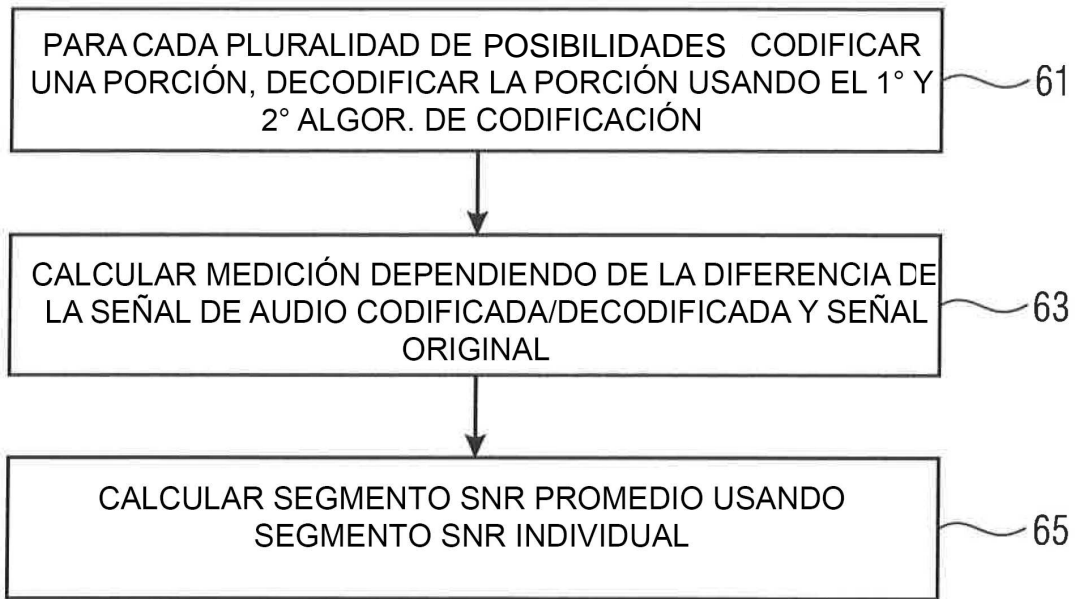 PARA CADA PLURALIDAD DE POSIBILIDADES CODIFICAR
UNA PORCIÓN, DECODIFICAR LA PORCIÓN USANDO EL 1° Y
2° ALGOR. DE CODIFICACIÓN
61
CALCULAR MEDICIÓN DEPENDIENDO DE LA DIFERENCIA DE
LA SEÑAL DE AUDIO CODIFICADA/DECODIFICADA Y SEÑAL
ORIGINAL
63
CALCULAR SEGMENTO SNR PROMEDIO USANDO
SEGMENTO SNR INDIVIDUAL
65